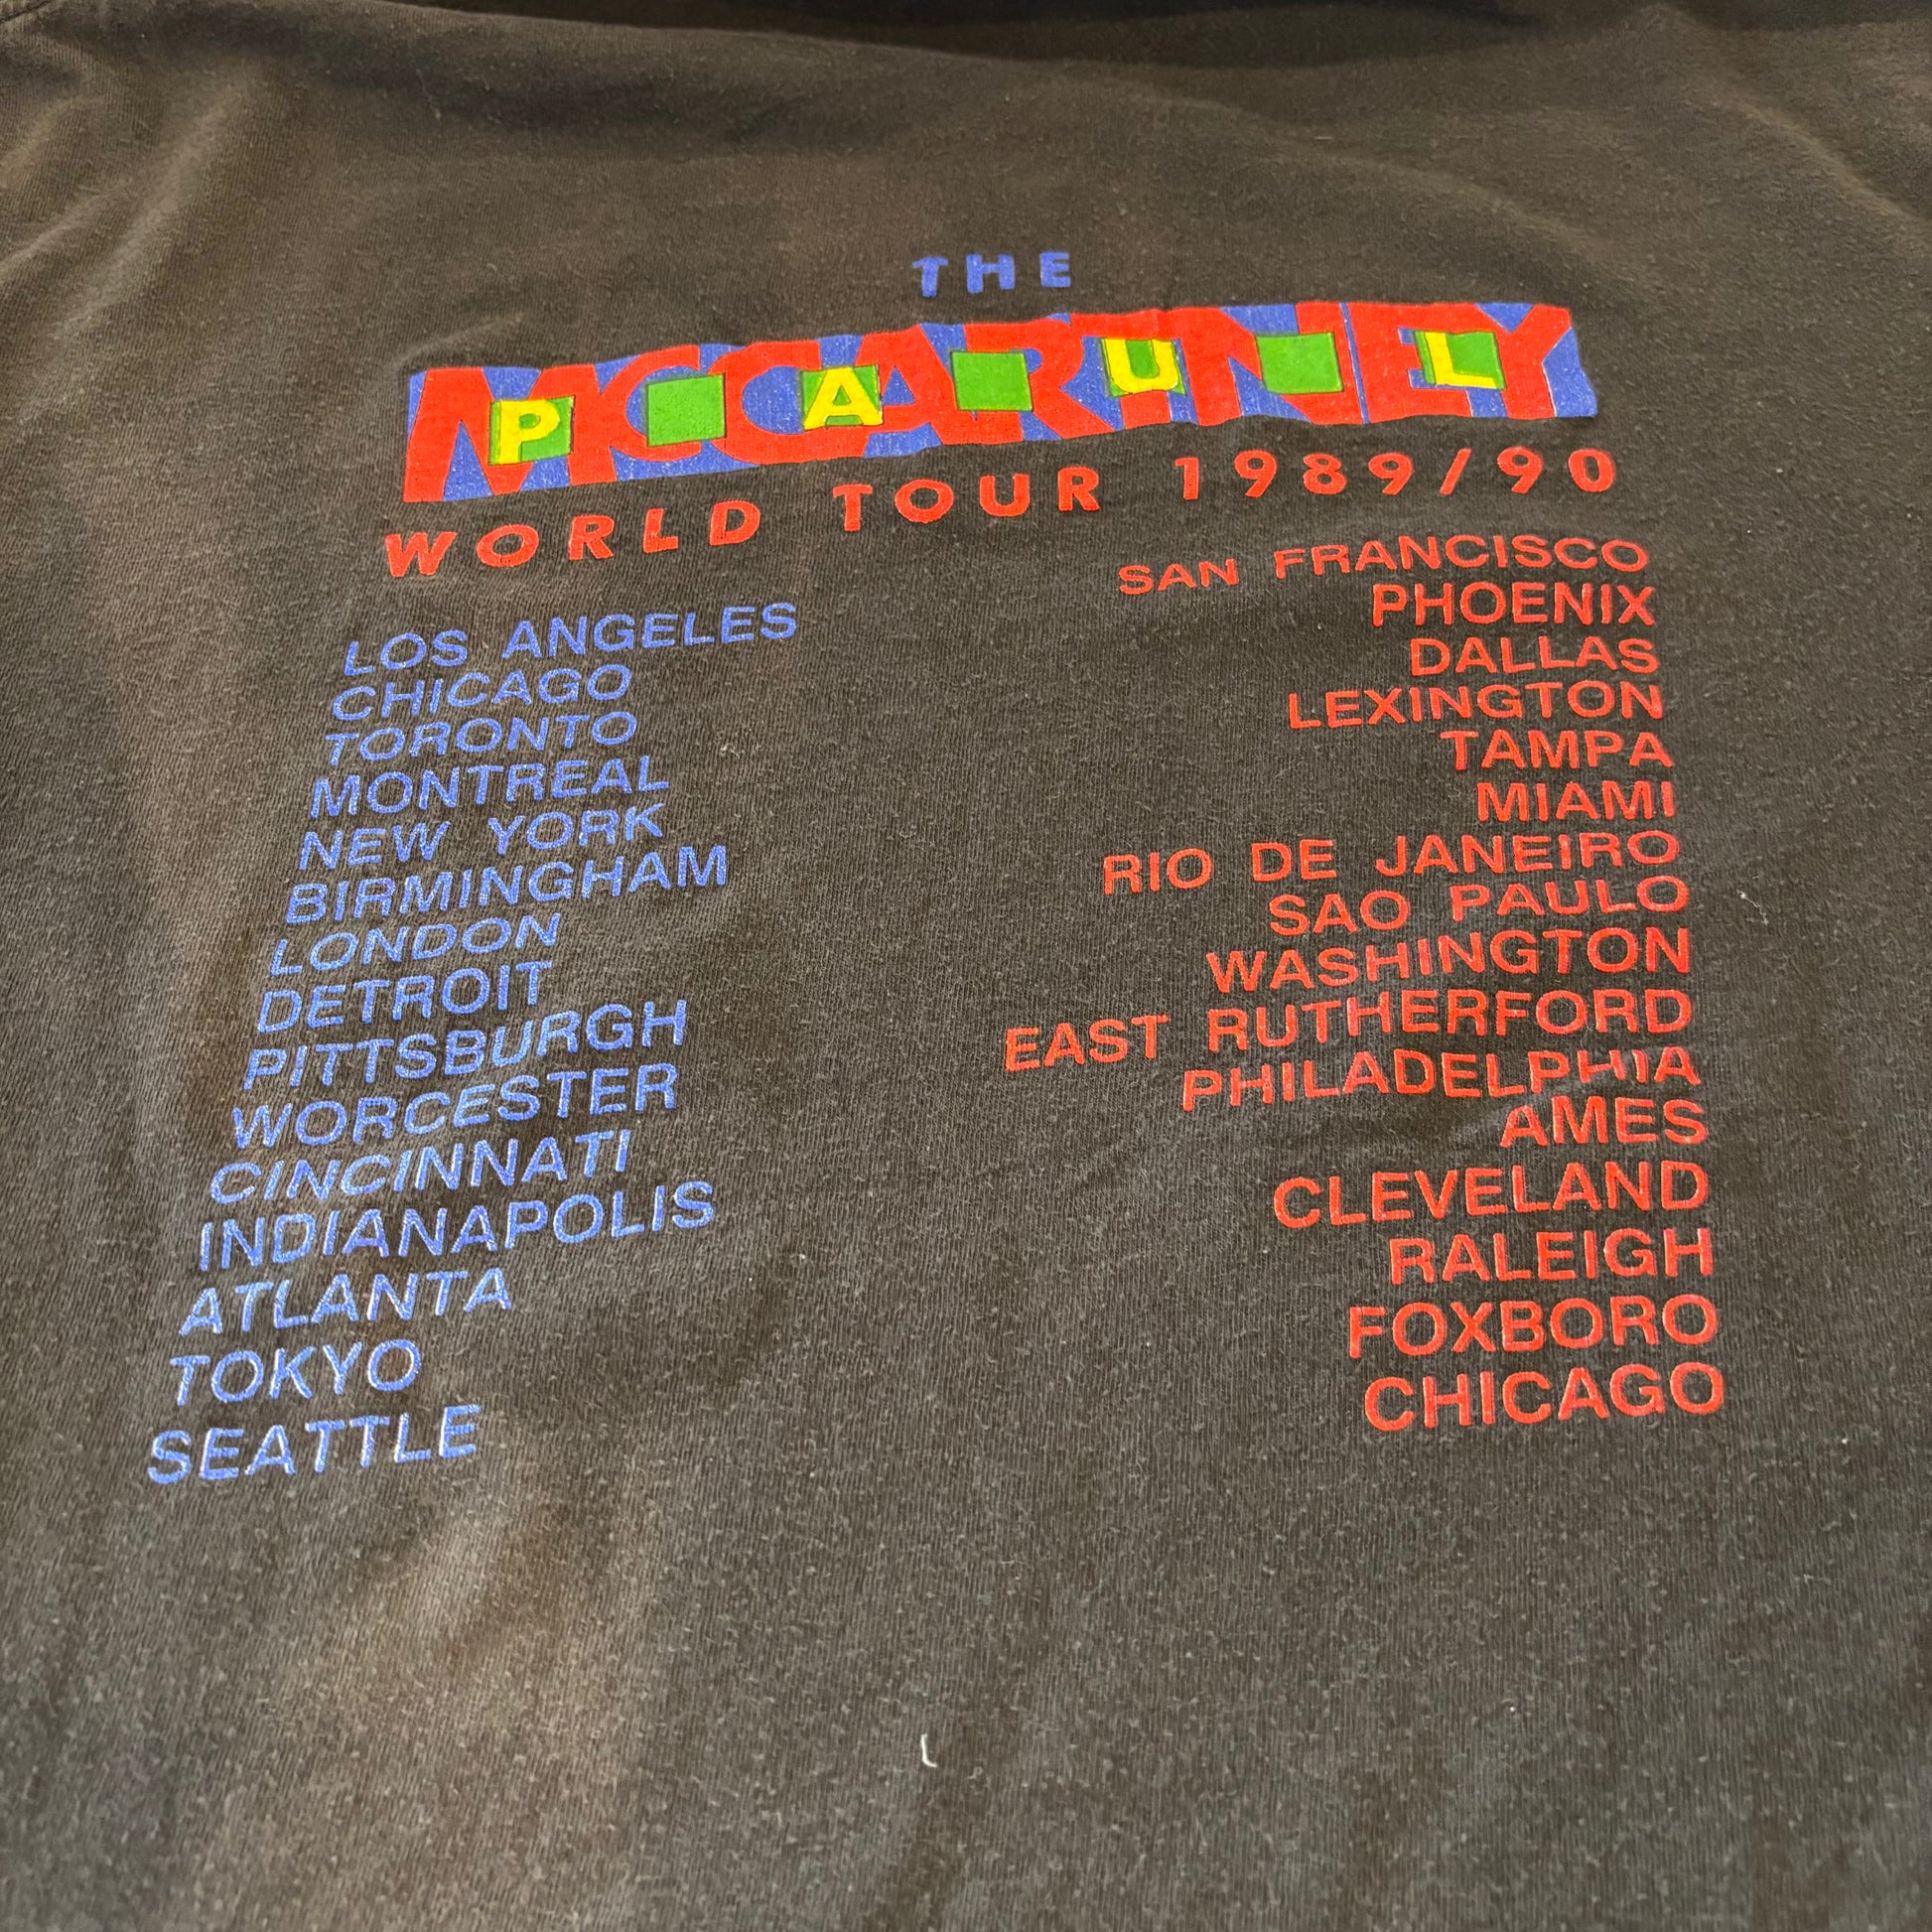 THE
MCCARTNEY
PAUL
WORLD TOUR 1989/90
LOS ANGELES
CHICAGO
TORONTO
MONTREAL
NEW YORK
BIRMINGHAM
LONDON
DETROIT
PITTSBURGH
WORCESTER
CINCINNATI
INDIANAPOLIS
ATLANTA
TOKYO
SEATTLE
SAN FRANCISCO
PHOENIX
DALLAS
LEXINGTON
TAMPA
MIAMI
RIO DE JANEIRO
SAO PAULO
WASHINGTON
EAST RUTHERFORD
PHILADELPHIA
AMES
CLEVELAND
RALEIGH
FOXBORO
CHICAGO